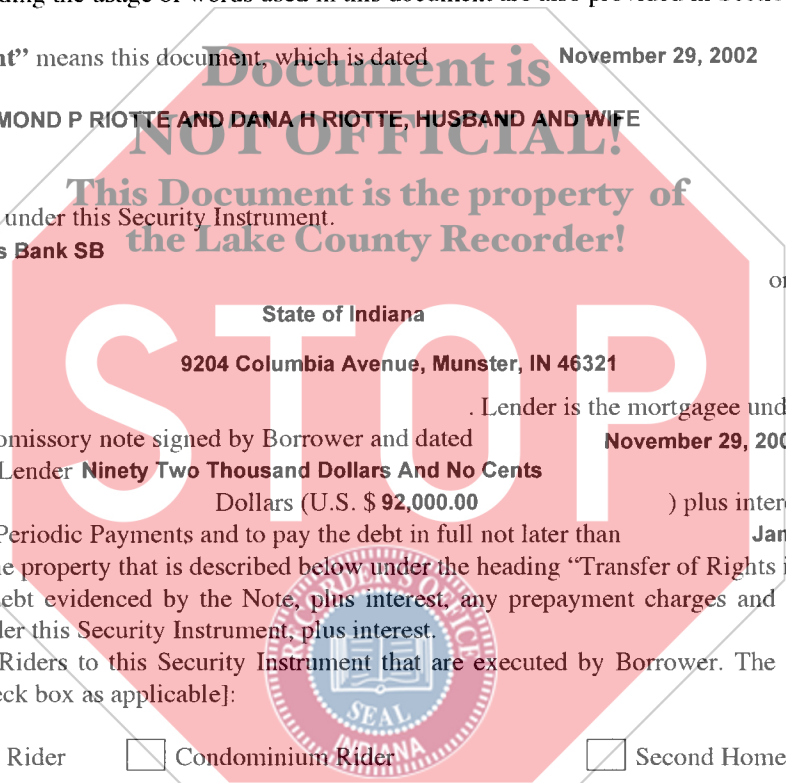 nt” means this document, which is dated November 29, 2002
Document is
MOND P RIOTTE AND DANA H RIOTTE, HUSBAND AND WIFE
NOT OFFICIAL!
This Document is the property of
under this Security Instrument.
the Lake County Recorder!
s Bank SB
or
State of Indiana
STOP
9204 Columbia Avenue, Munster, IN 46321
. Lender is the mortgagee und
omissory note signed by Borrower and dated November 29, 200
Lender Ninety Two Thousand Dollars And No Cents
Dollars (U.S. $ 92,000.00 ) plus intere
Periodic Payments and to pay the debt in full not later than Jan
e property that is described below under the heading “Transfer of Rights i
ebt evidenced by the Note, plus interest, any prepayment charges and
der this Security Instrument, plus interest.
Riders to this Security Instrument that are executed by Borrower. The
eck box as applicable]:
RECORDER'S OFFICE
SEAL
INDIANA
Rider Condominium Rider Second Home